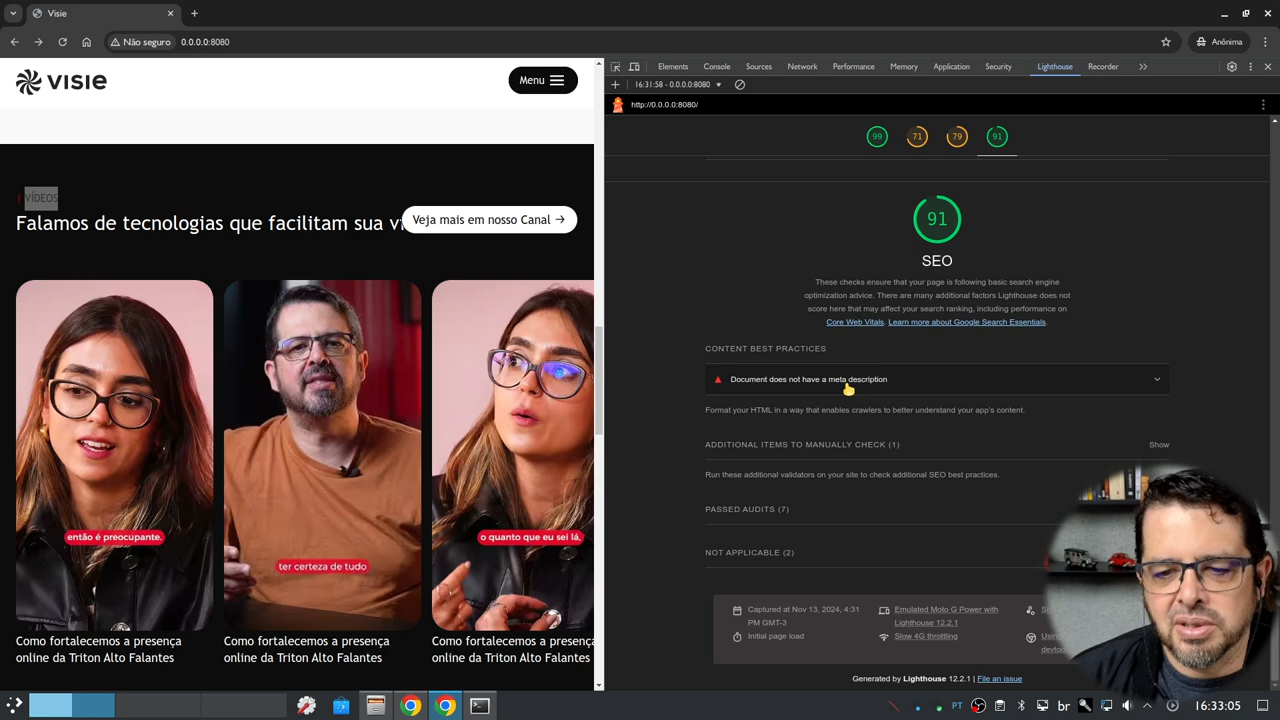 Visie
Não seguro
0.0.0.0:8080
Anônima
VISIE
Menu
VÍDEOS
Falamos de tecnologias que facilitam sua vi
Veja mais em nosso Canal →
então é preocupante.
ter certeza de tudo
o quanto que eu sei lá,
Como fortalecemos a presença
online da Triton Alto Falantes
Como fortalecemos a presença
online da Triton Alto Falantes
Como fortalecemos a presença
online da Triton Alto Falantes
Elements
Console
Sources
Network
Performance
Memory
Application
Security
Lighthouse
Recorder
16:31:58 - 0.0.0.0:8080
http://0.0.0.0:8080/
99
71
79
91
91
SEO
These checks ensure that your page is following basic search engine
optimization advice. There are many additional factors Lighthouse does not
score here that may affect your search ranking, including performance on
Core Web Vitals. Learn more about Google Search Essentials.
CONTENT BEST PRACTICES
Document does not have a meta description
Format your HTML in a way that enables crawlers to better understand your app's content.
ADDITIONAL ITEMS TO MANUALLY CHECK (1)
Show
Run these additional validators on your site to check additional SEO best practices.
PASSED AUDITS (7)
NOT APPLICABLE (2)
Captured at Nov 13, 2024, 4:31
PM GMT-3
Initial page load
Emulated Moto G Power with
Lighthouse 12.2.1
Slow 4G throttling
Using
devtoo
Generated by Lighthouse 12.2.1 | File an issue
PT
br
16:33:05